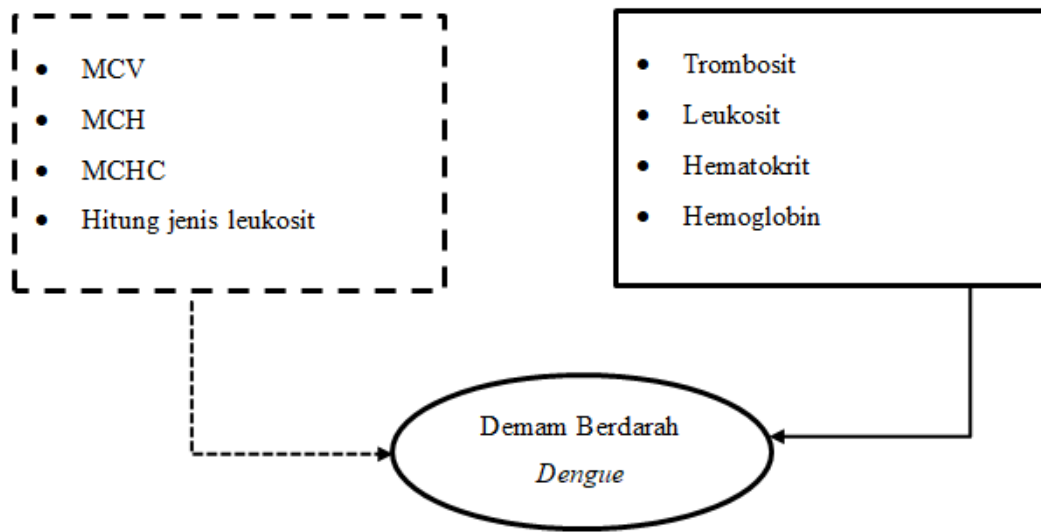 MCV
MCH
MCHC
Hitung jenis leukosit
Trombosit
Leukosit
Hematokrit
Hemoglobin
Demam Berdarah
Dengue